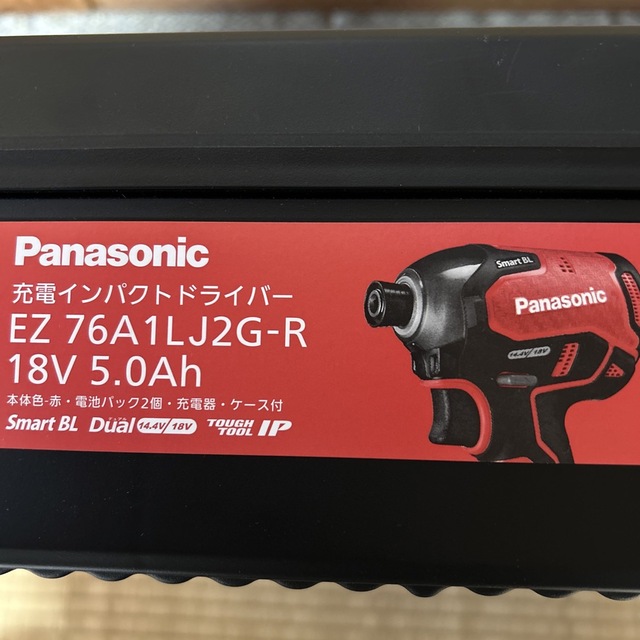 Panasonic
充電インパクトドライバー
EZ 76A1LJ2G-R
18V 5.0Ah
本体色-赤・電池パック2個・充電器・ケース付
Smart BL Dual 14.4V/18V TOUGH TOOL IP
Smart BL
Panasonic
14.4V/18V